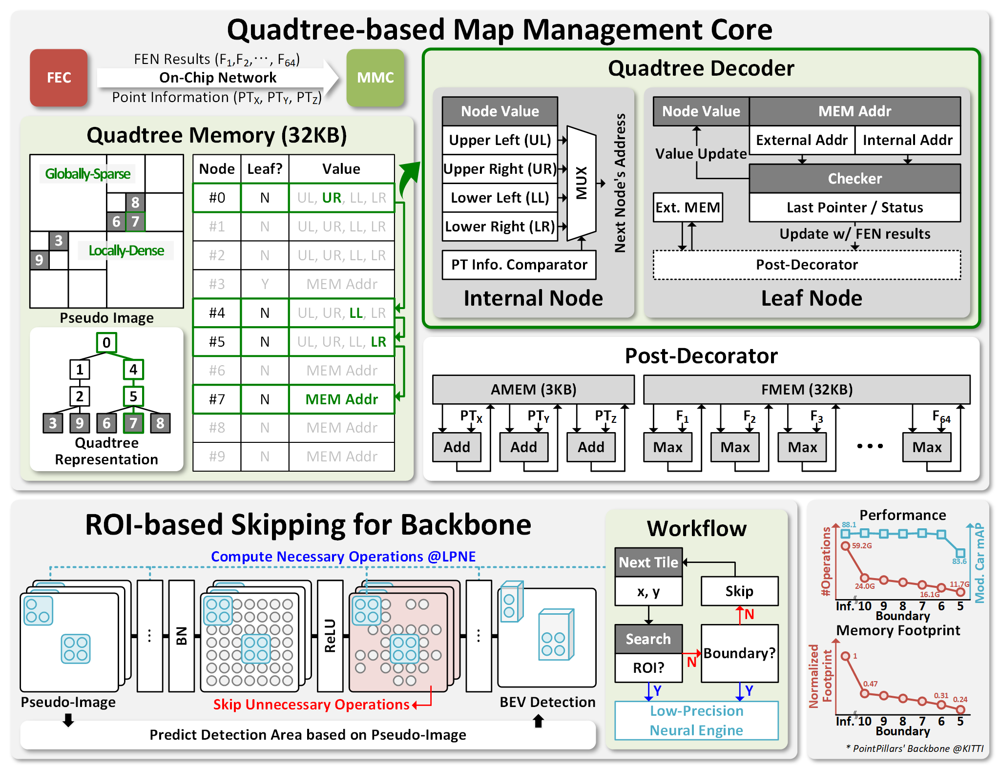 Quadtree-based Map Management Core
FEC
FEN Results (F1,F2,⋯, F64)
On-Chip Network
Point Information (PTX, PTY, PTZ)
MMC
Quadtree Memory (32KB)
Globally-Sparse
8
6 7
3
9
Locally-Dense
Pseudo Image
0
1 4
2 5
3 9 6 7 8
Quadtree
Representation
Node Leaf? Value
#0 N UL, UR, LL, LR
#1 N UL, UR, LL, LR
#2 N UL, UR, LL, LR
#3 Y MEM Addr
#4 N UL, UR, LL, LR
#5 N UL, UR, LL, LR
#6 N MEM Addr
#7 N MEM Addr
#8 N MEM Addr
#9 N MEM Addr
Quadtree Decoder
Node Value
Upper Left (UL)
Upper Right (UR)
Lower Left (LL)
Lower Right (LR)
MUX
Next Node's Address
PT Info. Comparator
Internal Node
Node Value MEM Addr
External Addr Internal Addr
Value Update
Checker
Ext. MEM
Last Pointer / Status
Update w/ FEN results
Post-Decorator
Leaf Node
Post-Decorator
AMEM (3KB) FMEM (32KB)
PTX PTY PTZ F1 F2 F3 F64
Add Add Add Max Max Max ••• Max
ROI-based Skipping for Backbone
Compute Necessary Operations @LPNE
...
BN
ReLU
...
Pseudo-Image
Skip Unnecessary Operations
BEV Detection
Predict Detection Area based on Pseudo-Image
Workflow
Next Tile
x, y
Skip
N
Search
ROI?
N
Boundary?
Y Y
Low-Precision
Neural Engine
Performance
#Operations
Mod. Car mAP
88.1
59.2G
83.6
24.0G
16.1G
11.7G
Inf. 10 9 8 7 6 5
Boundary
Memory Footprint
Normalized
Footprint
1
0.47
0.31
0.24
Inf. 10 9 8 7 6 5
Boundary
* PointPillars' Backbone @KITTI